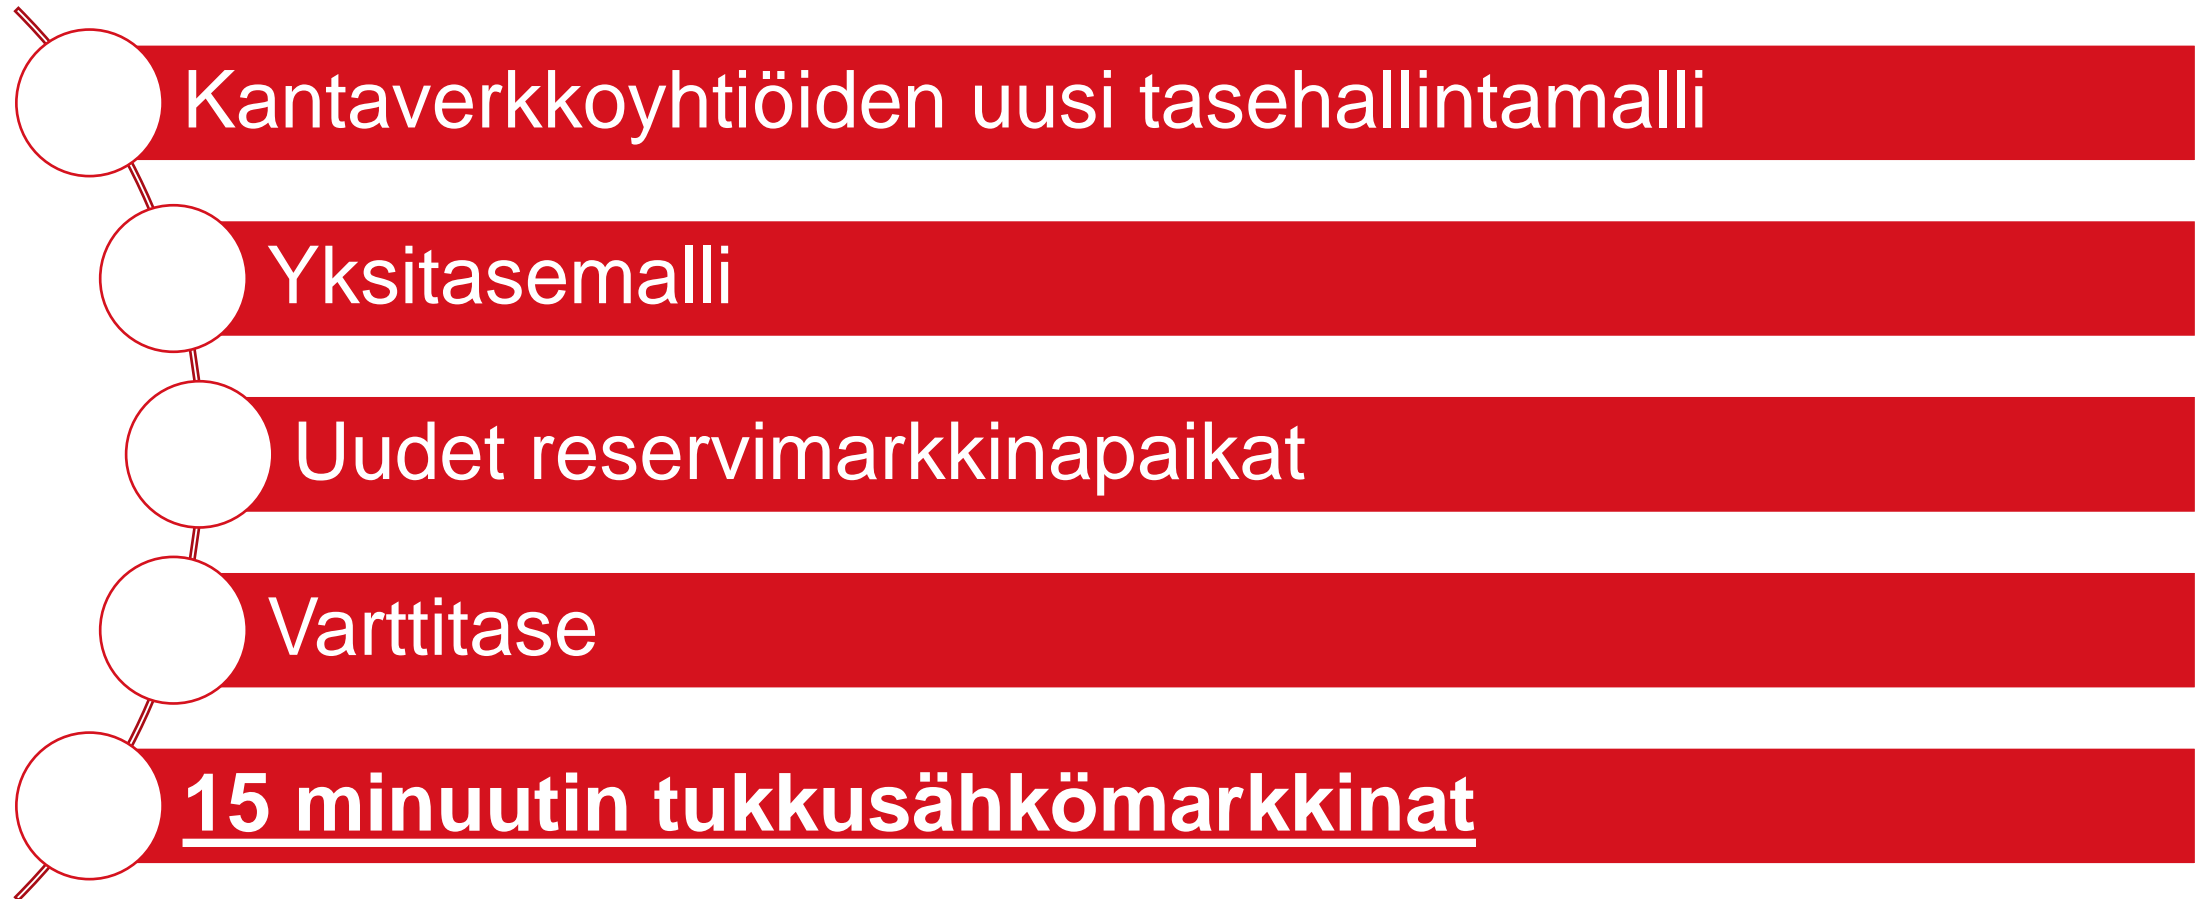 Kantaverkkoyhtiöiden uusi tasehallintamalli
Yksitasemalli
Uudet reservimarkkinapaikat
Varttitase
15 minuutin tukkusähkömarkkinat